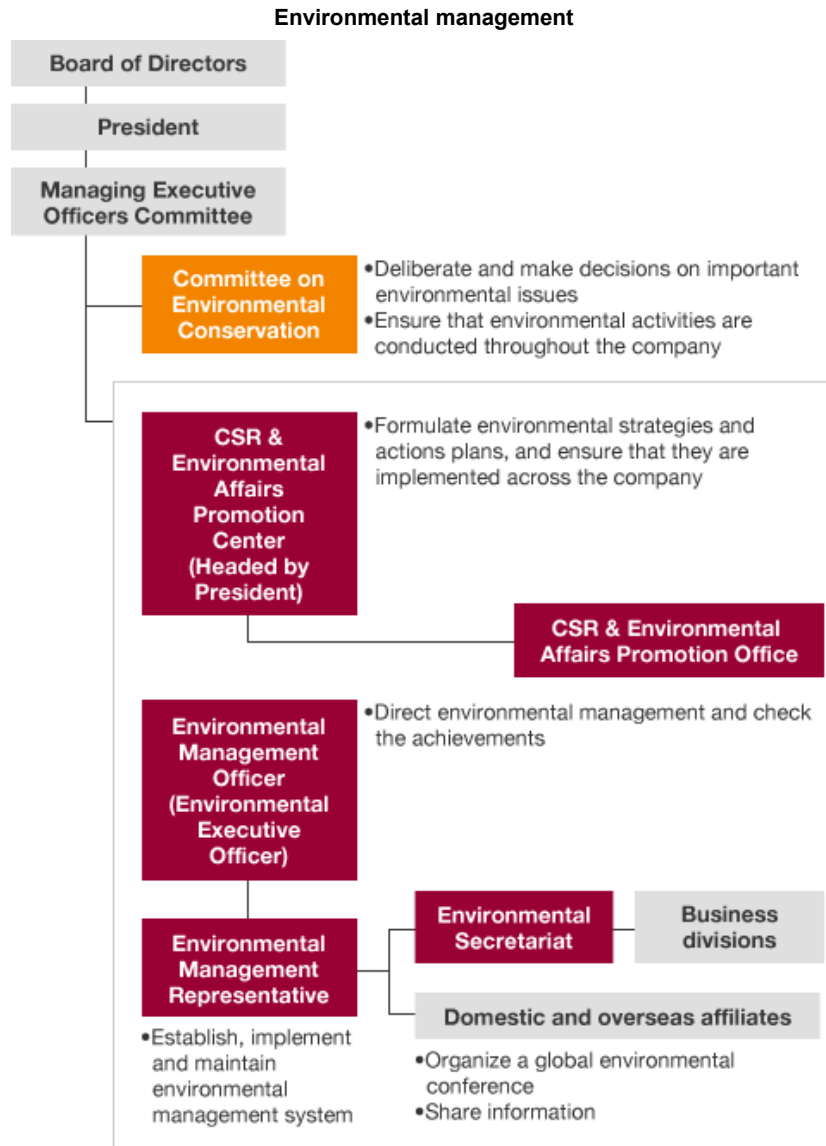 Environmental management
Board of Directors
President
Managing Executive
Officers Committee
Committee on
Environmental
Conservation
•Deliberate and make decisions on important
environmental issues
•Ensure that environmental activities are
conducted throughout the company
CSR &
Environmental
Affairs
Promotion
Center
(Headed by
President)
•Formulate environmental strategies and
actions plans, and ensure that they are
implemented across the company
CSR & Environmental
Affairs Promotion Office
Environmental
Management
Officer
(Environmental
Executive
Officer)
•Direct environmental management and check
the achievements
Environmental
Management
Representative
•Establish, implement
and maintain
environmental
management system
Environmental
Secretariat
Business
divisions
Domestic and overseas affiliates
•Organize a global environmental
conference
•Share information